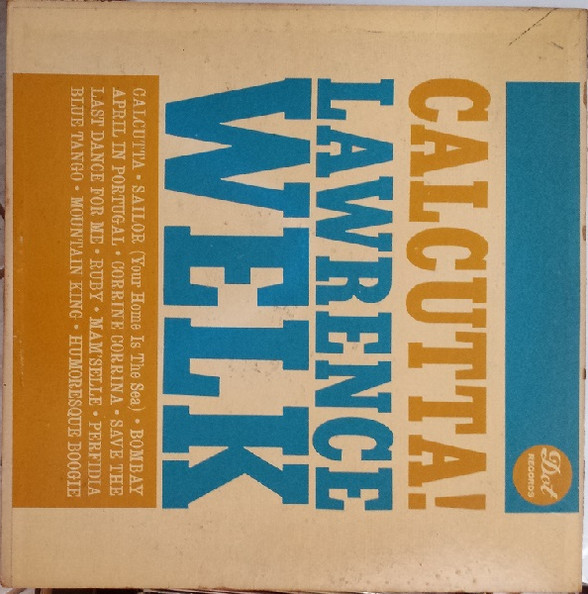 Dot
RECORDS
CALCUTTA!
LAWRENCE
WELK
CALCUTTA • SAILOR (Your Home Is The Sea) • BOMBAY
APRIL IN PORTUGAL • CORRINE CORRINA • SAVE THE
LAST DANCE FOR ME • RUBY • MAM'SELLE • PERFIDIA
BLUE TANGO • MOUNTAIN KING • HUMORESQUE BOOGIE